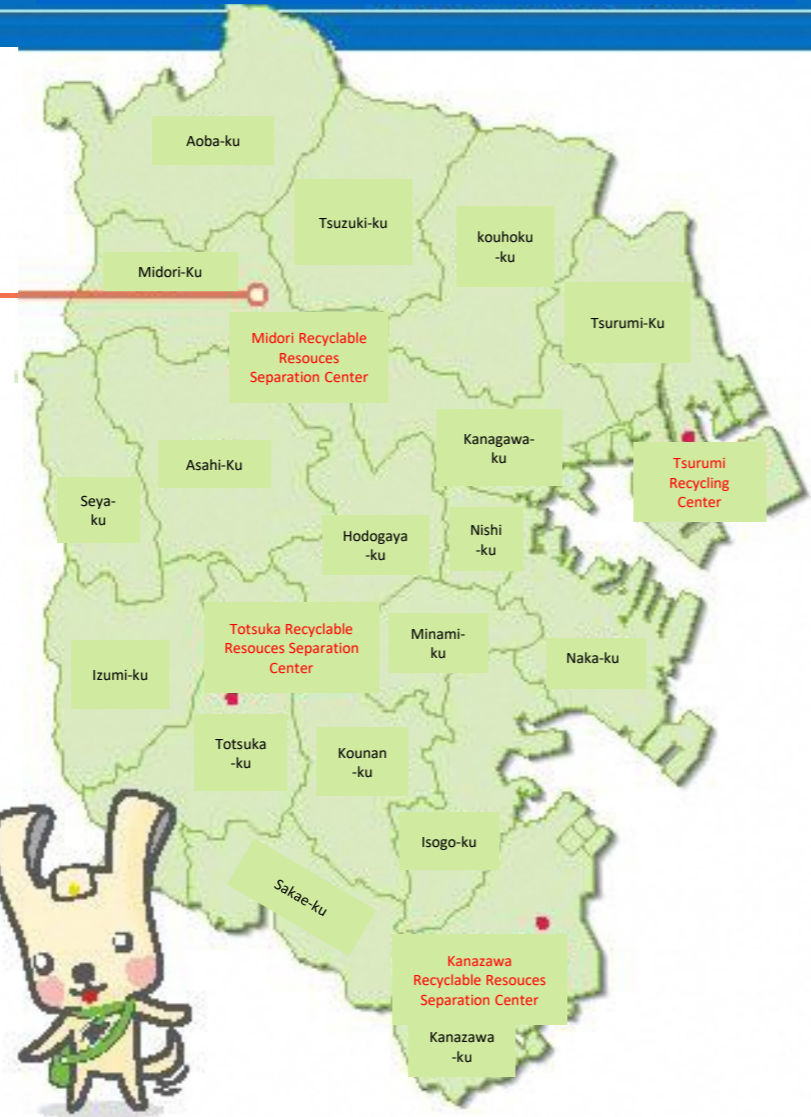 Aoba-ku
Tsuzuki-ku
kouhoku
-ku
Midori-Ku
Tsurumi-Ku
Midori Recyclable
Resouces
Separation Center
Kanagawa-
ku
Tsurumi
Recycling
Center
Asahi-Ku
Seya-
ku
Hodogaya
-ku
Nishi
-ku
Totsuka Recyclable
Resouces Separation
Center
Minami-
ku
Naka-ku
Izumi-ku
Totsuka
-ku
Kounan
-ku
Isogo-ku
Sakae-ku
Kanazawa
Recyclable Resouces
Separation Center
Kanazawa
-ku